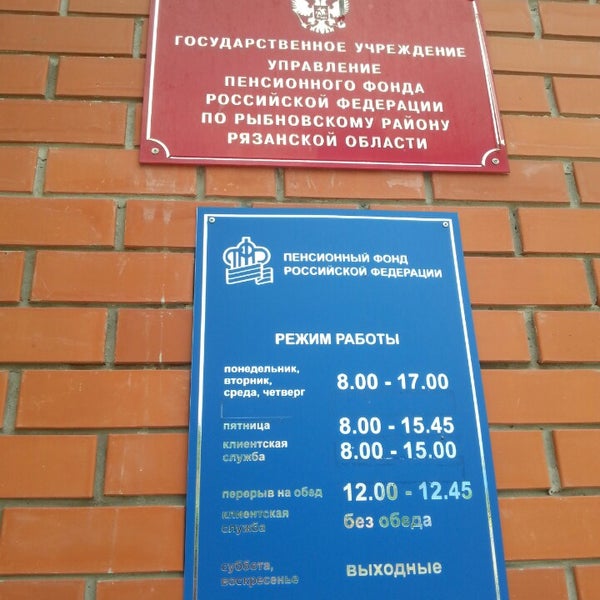 ГОСУДАРСТВЕННОЕ УЧРЕЖДЕНИЕ
УПРАВЛЕНИЕ
ПЕНСИОННОГО ФОНДА
РОССИЙСКОЙ ФЕДЕРАЦИИ
ПО РЫБНОВСКОМУ РАЙОНУ
РЯЗАНСКОЙ ОБЛАСТИ
ПЕНСИОННЫЙ ФОНД
РОССИЙСКОЙ ФЕДЕРАЦИИ
РЕЖИМ РАБОТЫ
понедельник,
вторник,
среда, четверг 8.00 - 17.00
пятница 8.00 - 15.45
клиентская
служба 8.00 - 15.00
перерыв на обед 12.00 - 12.45
клиентская
служба без обеда
суббота,
воскресенье выходные